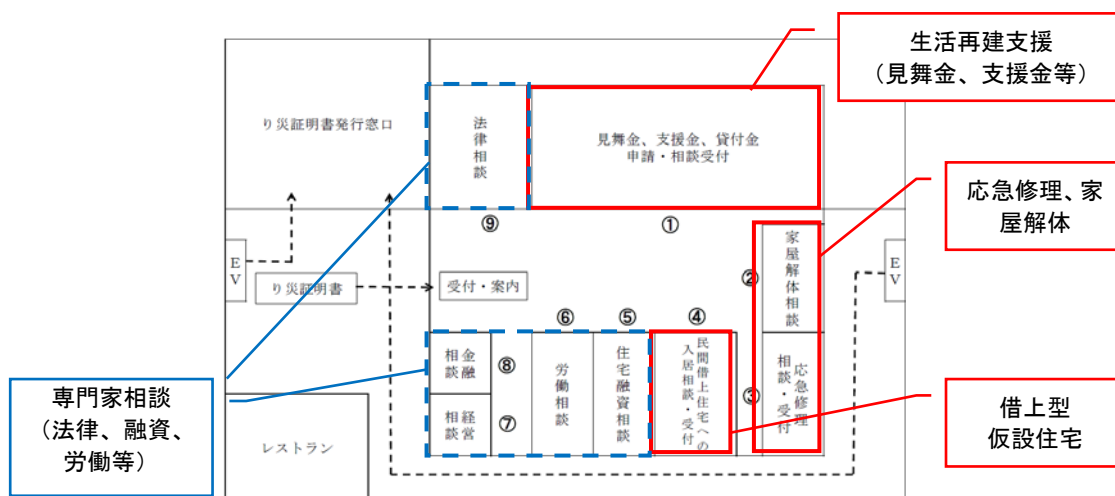 生活再建支援
（見舞金、支援金等）
り災証明書発行窓口
法律相談
見舞金、支援金、貸付金
申請・相談受付
応急修理、家
屋解体
⑨
①
EV
り災証明書
受付・案内
②
家屋解体相談
EV
⑥
⑤
④
金融
相談
⑧
労働相談
住宅融資相談
民間借上住宅への
入居相談・受付
③
応急修理
相談・受付
経営
相談
⑦
専門家相談
（法律、融資、
労働等）
レストラン
借上型
仮設住宅